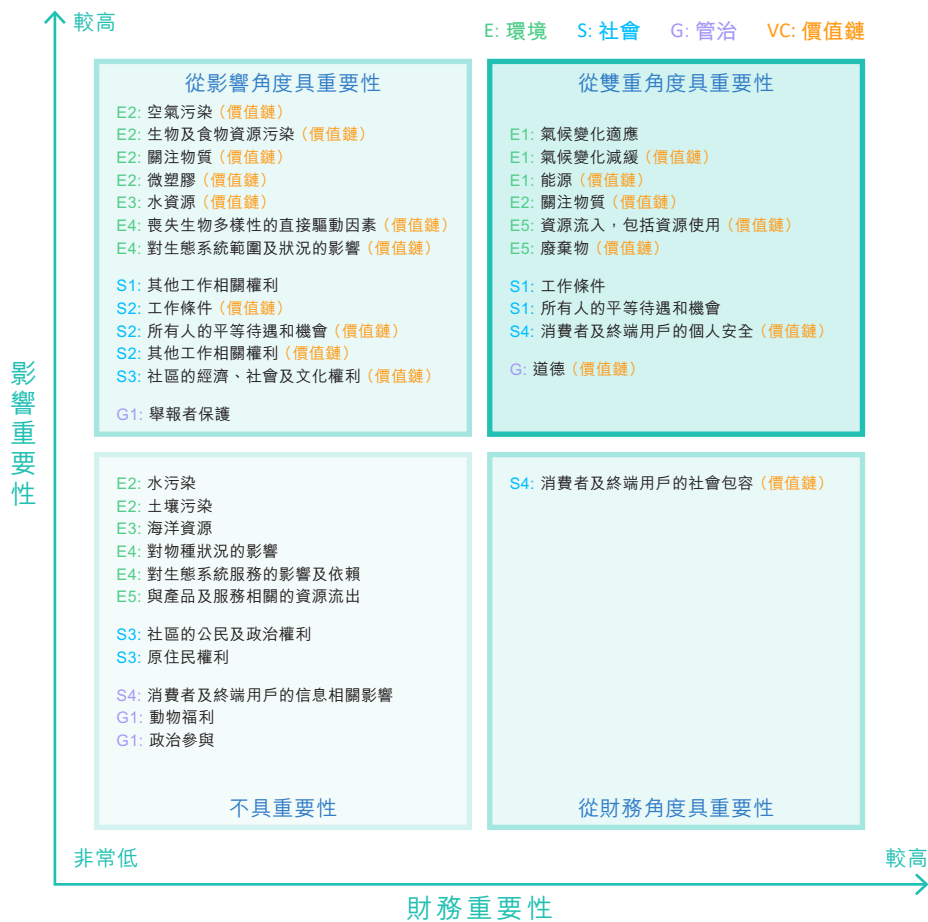 較高
E: 環境 S: 社會 G: 管治 VC: 價值鏈
從影響角度具重要性
E2: 空氣污染（價值鏈）
E2: 生物及食物資源污染（價值鏈）
E2: 關注物質（價值鏈）
E2: 微塑膠（價值鏈）
E3: 水資源（價值鏈）
E4: 喪失生物多樣性的直接驅動因素（價值鏈）
E4: 對生態系統範圍及狀況的影響（價值鏈）
S1: 其他工作相關權利
S2: 工作條件（價值鏈）
S2: 所有人的平等待遇和機會（價值鏈）
S2: 其他工作相關權利（價值鏈）
S3: 社區的經濟、社會及文化權利（價值鏈）
G1: 舉報者保護
從雙重角度具重要性
E1: 氣候變化適應
E1: 氣候變化減緩（價值鏈）
E1: 能源（價值鏈）
E2: 關注物質（價值鏈）
E5: 資源流入，包括資源使用（價值鏈）
E5: 廢棄物（價值鏈）
S1: 工作條件
S1: 所有人的平等待遇和機會
S4: 消費者及終端用戶的個人安全（價值鏈）
G: 道德（價值鏈）
影響重要性
E2: 水污染
E2: 土壤污染
E3: 海洋資源
E4: 對物種狀況的影響
E4: 對生態系統服務的影響及依賴
E5: 與產品及服務相關的資源流出
S3: 社區的公民及政治權利
S3: 原住民權利
S4: 消費者及終端用戶的信息相關影響
G1: 動物福利
G1: 政治參與
不具重要性
S4: 消費者及終端用戶的社會包容（價值鏈）
從財務角度具重要性
非常低
較高
財務重要性